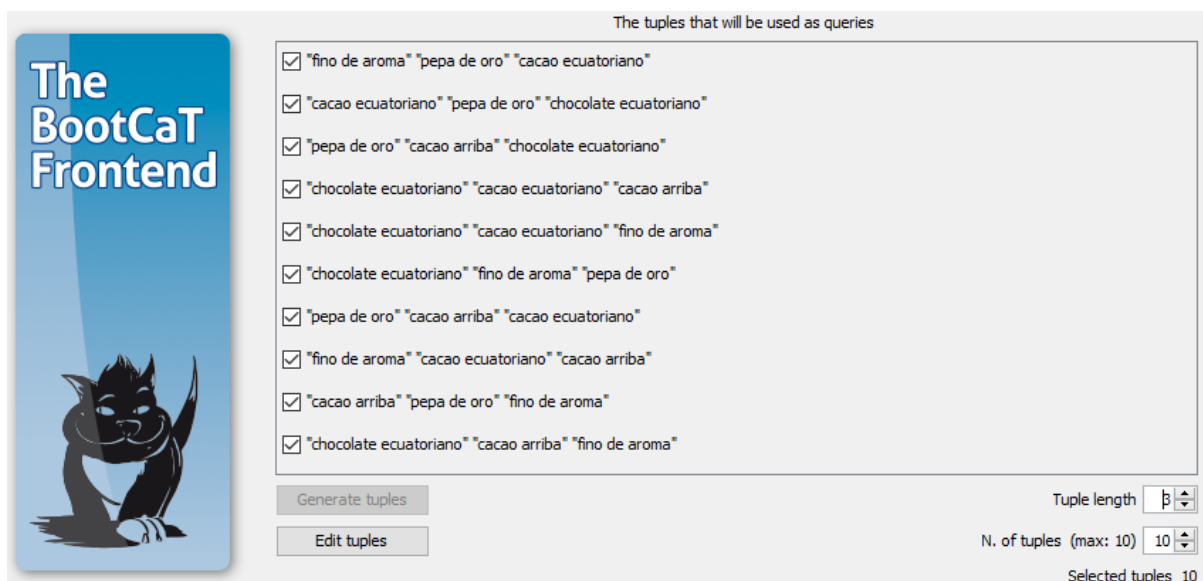 The tuples that will be used as queries
The
BootCaT
Frontend
"fino de aroma" "pepa de oro" "cacao ecuatoriano"
"cacao ecuatoriano" "pepa de oro" "chocolate ecuatoriano"
"pepa de oro" "cacao arriba" "chocolate ecuatoriano"
"chocolate ecuatoriano" "cacao ecuatoriano" "cacao arriba"
"chocolate ecuatoriano" "cacao ecuatoriano" "fino de aroma"
"chocolate ecuatoriano" "fino de aroma" "pepa de oro"
"pepa de oro" "cacao arriba" "cacao ecuatoriano"
"fino de aroma" "cacao ecuatoriano" "cacao arriba"
"cacao arriba" "pepa de oro" "fino de aroma"
"chocolate ecuatoriano" "cacao arriba" "fino de aroma"
Generate tuples
Tuple length 3
Edit tuples
N. of tuples (max: 10) 10
Selected tuples 10